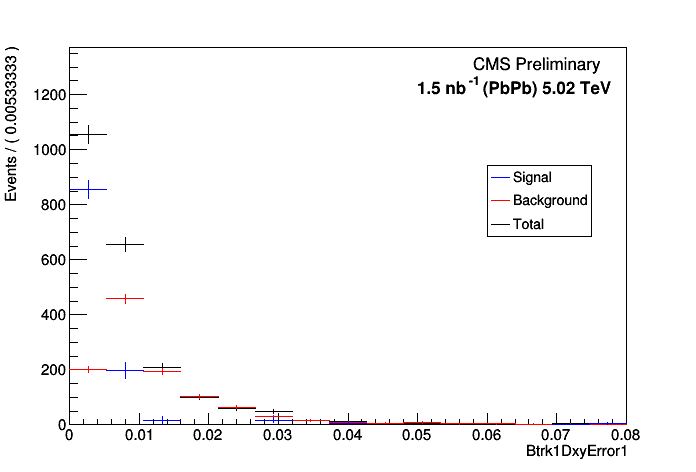 CMS Preliminary
1.5 nb⁻¹ (PbPb) 5.02 TeV
Events / ( 0.00533333 )
1200
1000
800
600
400
200
0
Signal
Background
Total
0 0.01 0.02 0.03 0.04 0.05 0.06 0.07 0.08
Btrk1DxyError1